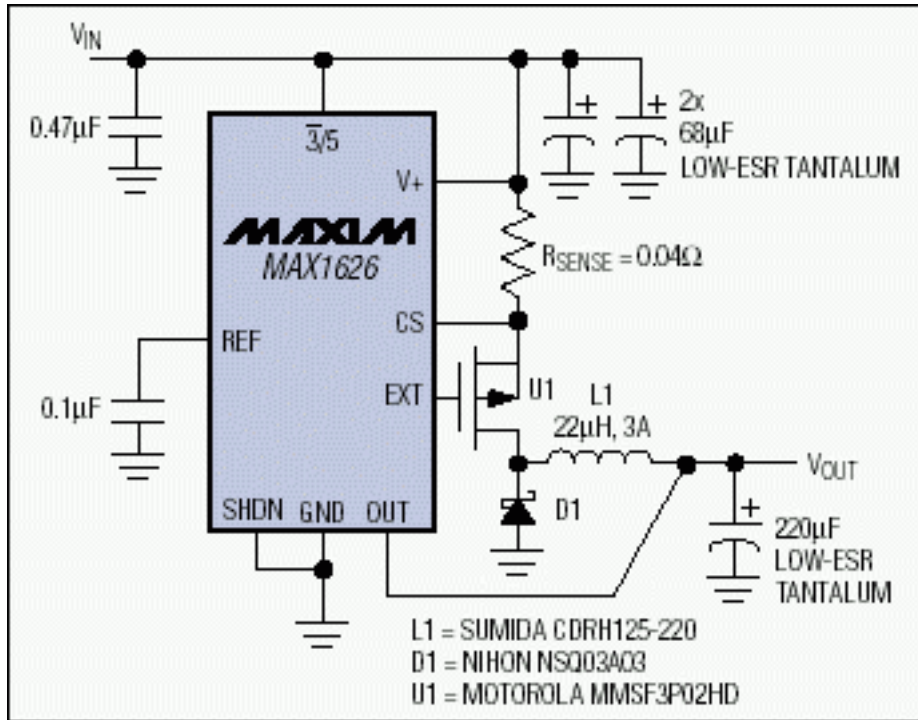 VIN
0.47µF
3̅/5
+
+
2x
68µF
LOW-ESR TANTALUM
V+
MAXIM
MAX1626
RSENSE = 0.04Ω
CS
REF
EXT
U1
L1
22µH, 3A
0.1µF
VOUT
SHDN GND OUT
D1
+
220µF
LOW-ESR
TANTALUM
L1 = SUMIDA CDRH125-220
D1 = NIHON NSQ03A03
U1 = MOTOROLA MMSF3P02HD